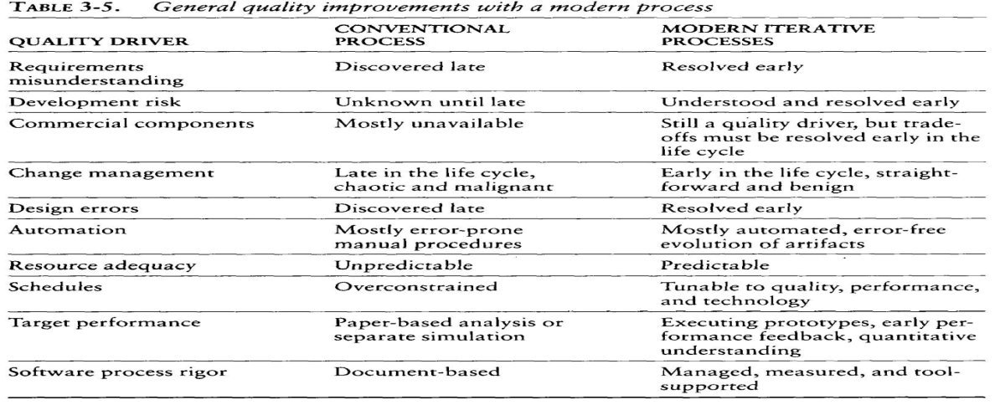 TABLE 3-5. General quality improvements with a modern process
QUALITY DRIVER CONVENTIONAL PROCESS MODERN ITERATIVE PROCESSES
Requirements misunderstanding Discovered late Resolved early
Development risk Unknown until late Understood and resolved early
Commercial components Mostly unavailable Still a quality driver, but trade-
offs must be resolved early in the
life cycle
Change management Late in the life cycle, chaotic and malignant Early in the life cycle, straight-
forward and benign
Design errors Discovered late Resolved early
Automation Mostly error-prone manual procedures Mostly automated, error-free
evolution of artifacts
Resource adequacy Unpredictable Predictable
Schedules Overconstrained Tunable to quality, performance,
and technology
Target performance Paper-based analysis or separate simulation Executing prototypes, early per-
formance feedback, quantitative
understanding
Software process rigor Document-based Managed, measured, and tool-
supported